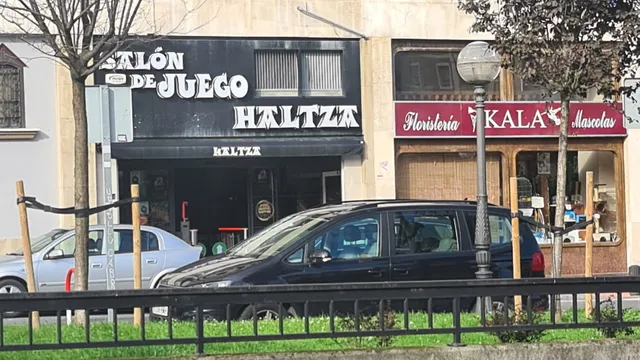 SALÓN
DE JUEGO
HALTZA
HALTZA
Floristería KALA Mascotas